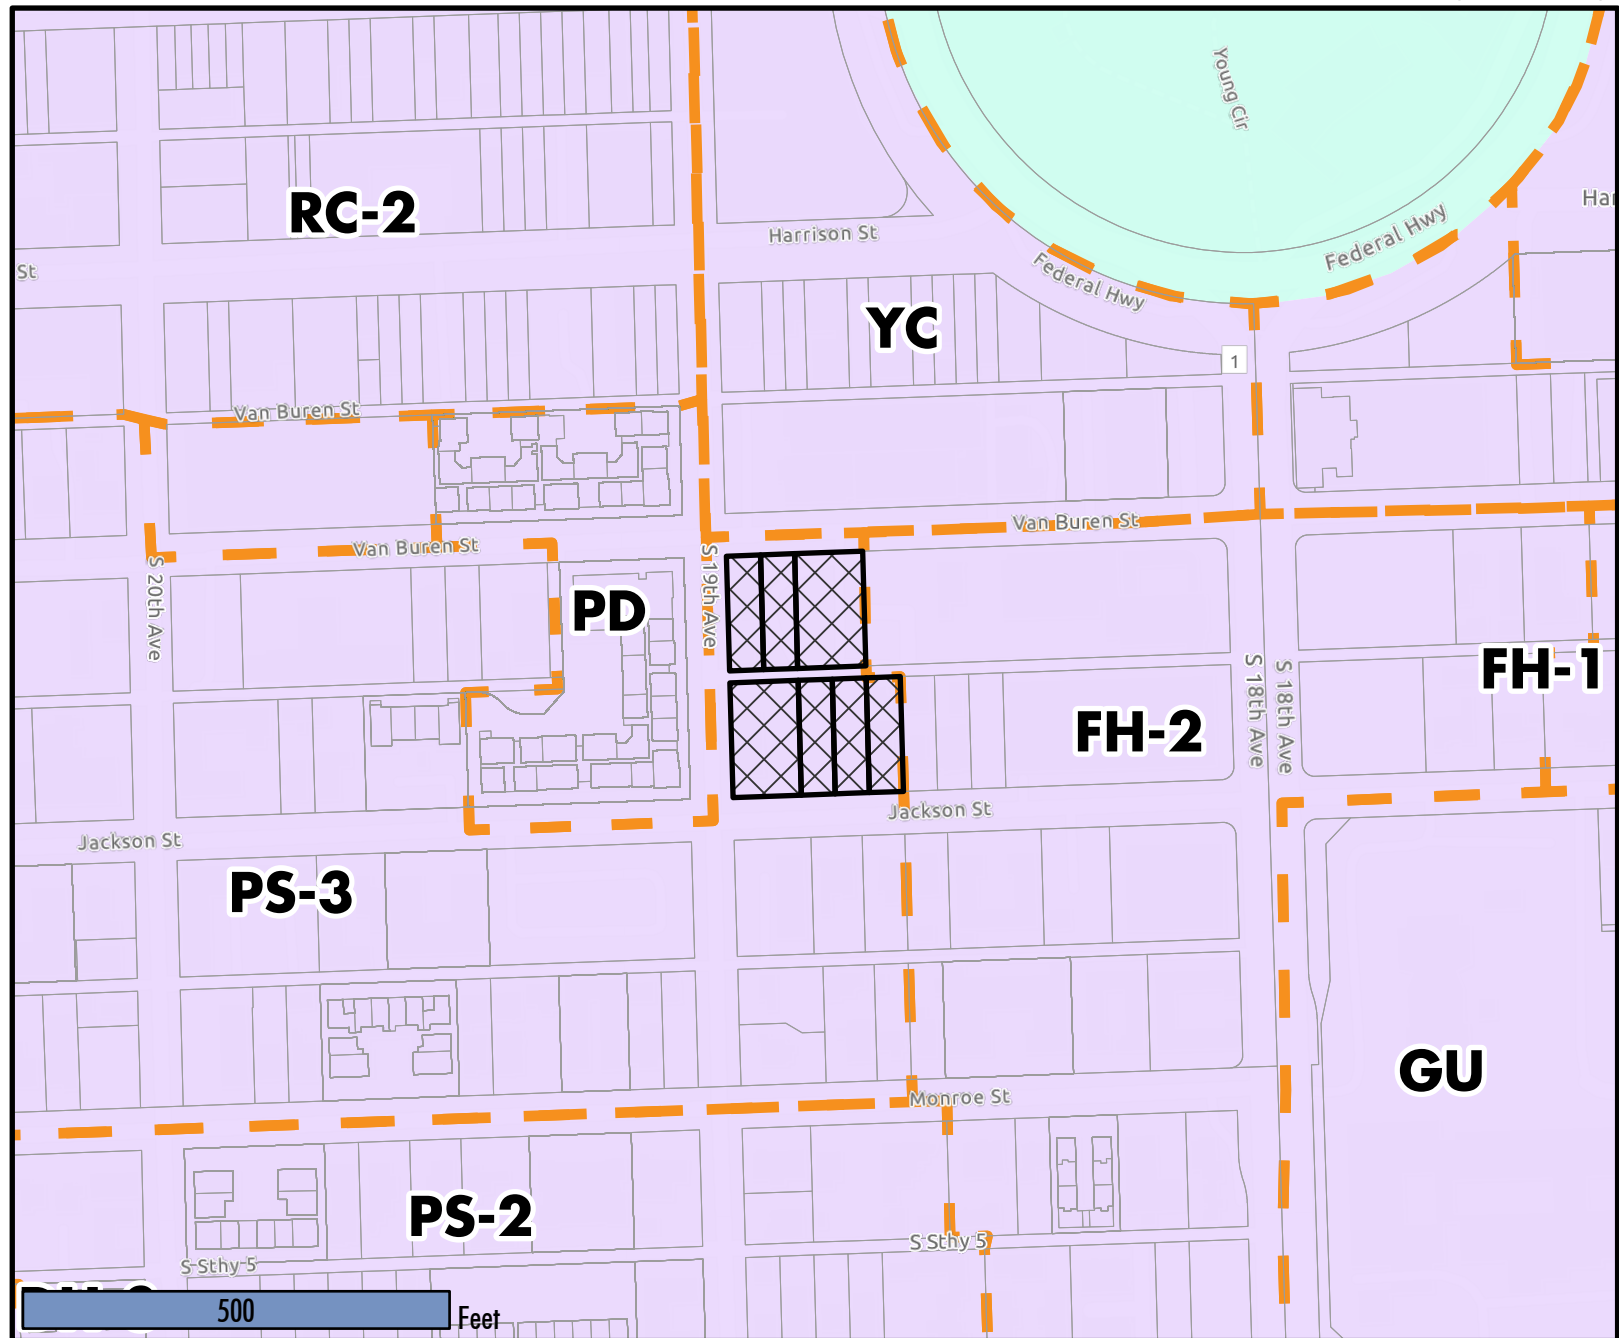 Young Cir
RC-2
Har
Harrison St
Federal Hwy
Federal Hwy
St
YC
1
Van Buren St
Van Buren St
Van Buren St
S 20th Ave
PD
S 19th Ave
S 18th Ave
S 18th Ave
FH-1
FH-2
Jackson St
Jackson St
PS-3
GU
Monroe St
PS-2
S Sthy 5
S Sthy 5
500
Feet